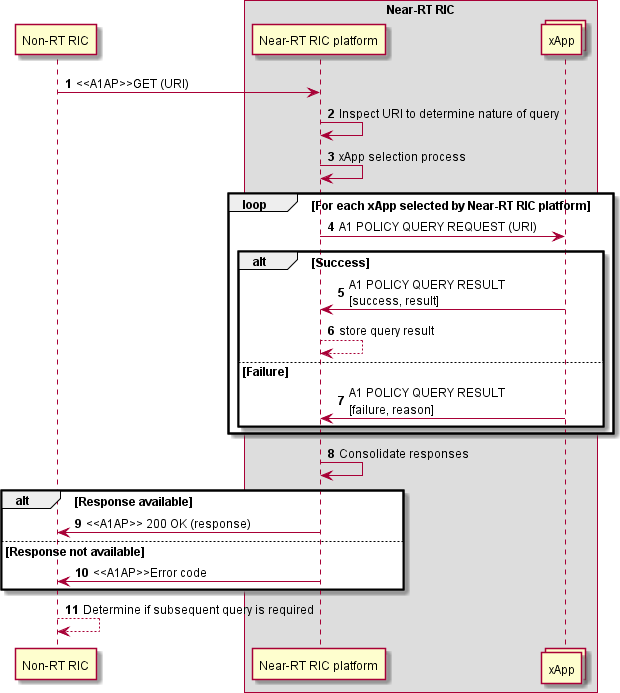 Near-RT RIC
Non-RT RIC
Near-RT RIC platform
xApp
1 <<A1AP>>GET (URI)
2 Inspect URI to determine nature of query
3 xApp selection process
loop [For each xApp selected by Near-RT RIC platform]
4 A1 POLICY QUERY REQUEST (URI)
alt [Success]
5 A1 POLICY QUERY RESULT
[success, result]
6 store query result
[Failure]
7 A1 POLICY QUERY RESULT
[failure, reason]
8 Consolidate responses
alt [Response available]
9 <<A1AP>> 200 OK (response)
[Response not available]
10 <<A1AP>>Error code
11 Determine if subsequent query is required
Non-RT RIC
Near-RT RIC platform
xApp